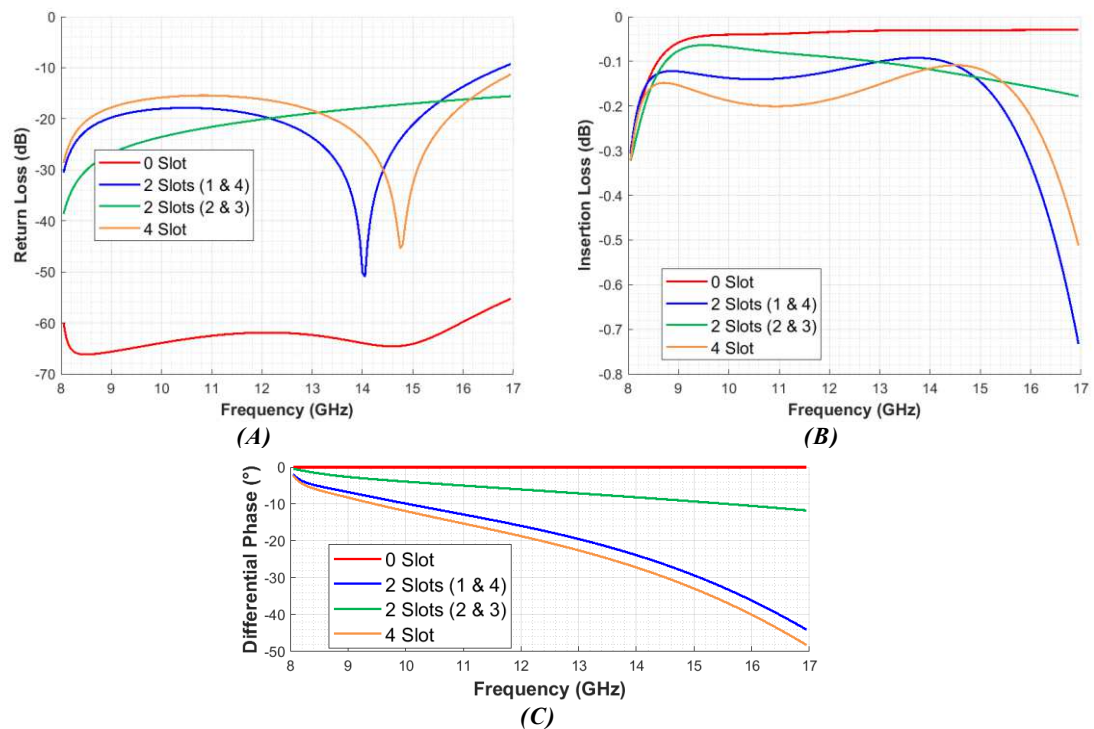 0
-10
-20
-30
-40
-50
-60
-70
Return Loss (dB)
0 Slot
2 Slots (1 & 4)
2 Slots (2 & 3)
4 Slot
8 9 10 11 12 13 14 15 16 17
Frequency (GHz)
(A)
0
-0.1
-0.2
-0.3
-0.4
-0.5
-0.6
-0.7
-0.8
Insertion Loss (dB)
0 Slot
2 Slots (1 & 4)
2 Slots (2 & 3)
4 Slot
8 9 10 11 12 13 14 15 16 17
Frequency (GHz)
(B)
0
-10
-20
-30
-40
-50
Differential Phase (°)
0 Slot
2 Slots (1 & 4)
2 Slots (2 & 3)
4 Slot
8 9 10 11 12 13 14 15 16 17
Frequency (GHz)
(C)